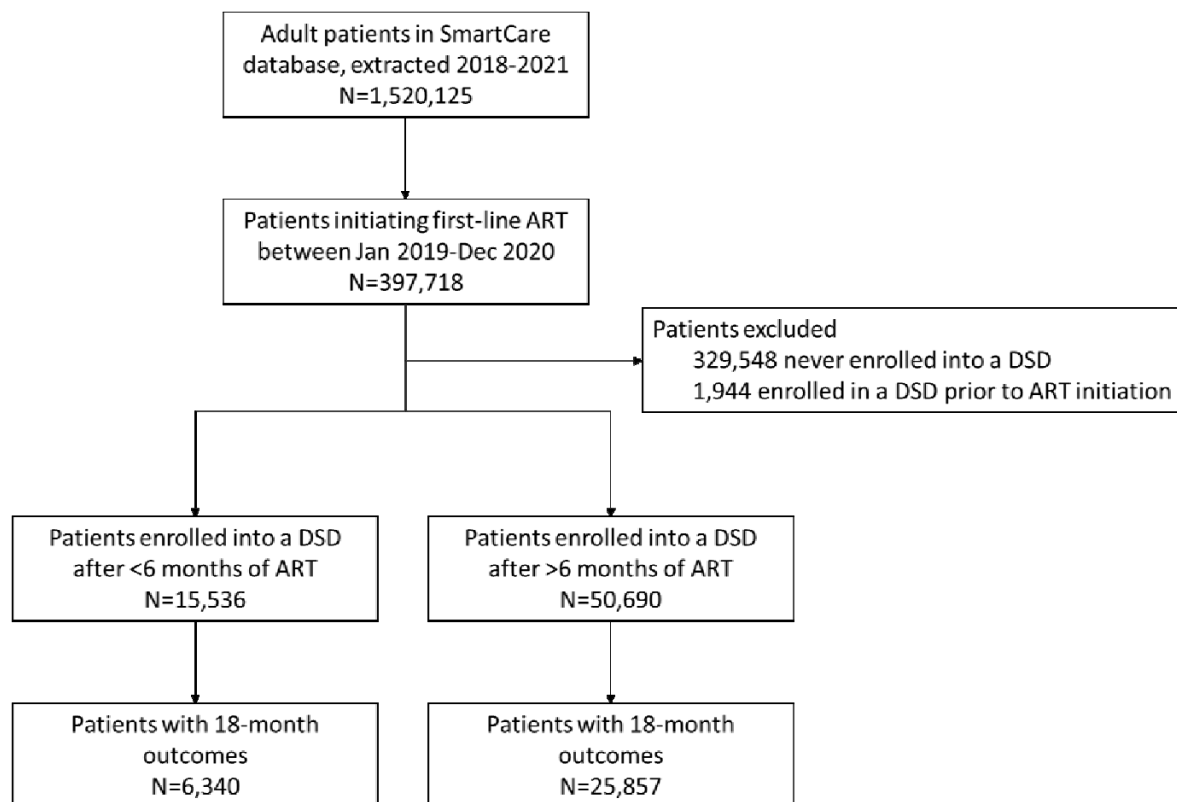 Adult patients in SmartCare
database, extracted 2018-2021
N=1,520,125
Patients initiating first-line ART
between Jan 2019-Dec 2020
N=397,718
Patients excluded
329,548 never enrolled into a DSD
1,944 enrolled in a DSD prior to ART initiation
Patients enrolled into a DSD
after <6 months of ART
N=15,536
Patients enrolled into a DSD
after >6 months of ART
N=50,690
Patients with 18-month
outcomes
N=6,340
Patients with 18-month
outcomes
N=25,857